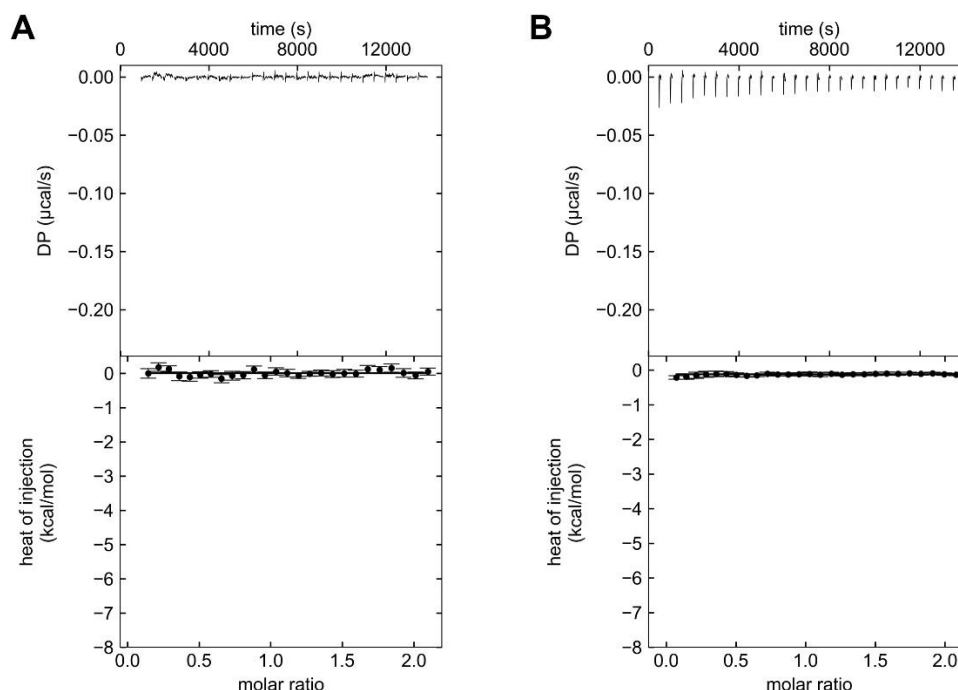 A
time (s)
0 4000 8000 12000
0.00
−0.05
−0.10
−0.15
−0.20
DP (µcal/s)
0
−1
−2
−3
−4
−5
−6
−7
−8
heat of injection
(kcal/mol)
0.0 0.5 1.0 1.5 2.0
molar ratio
B
time (s)
0 4000 8000 12000
0.00
−0.05
−0.10
−0.15
−0.20
DP (µcal/s)
0
−1
−2
−3
−4
−5
−6
−7
−8
heat of injection
(kcal/mol)
0.0 0.5 1.0 1.5 2.0
molar ratio